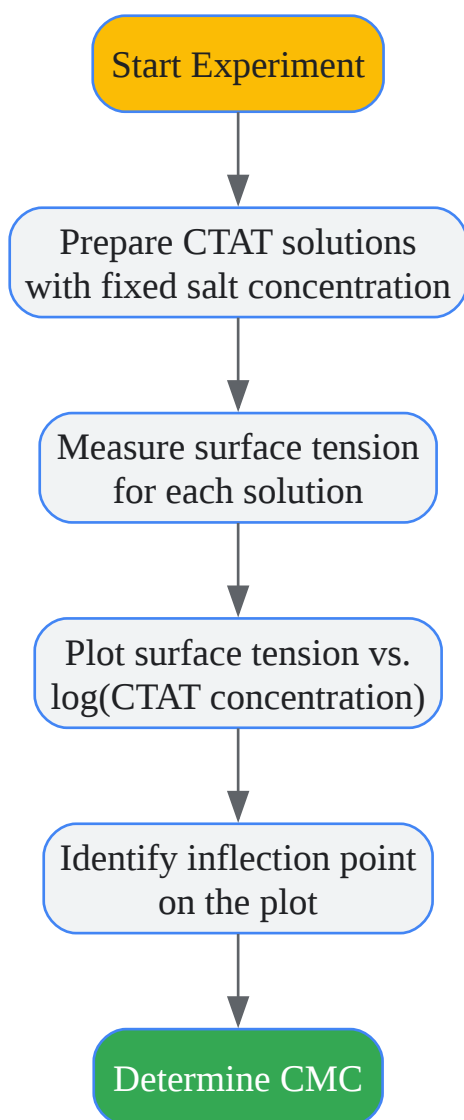 Start Experiment
Prepare CTAT solutions
with fixed salt concentration
Measure surface tension
for each solution
Plot surface tension vs.
log(CTAT concentration)
Identify inflection point
on the plot
Determine CMC